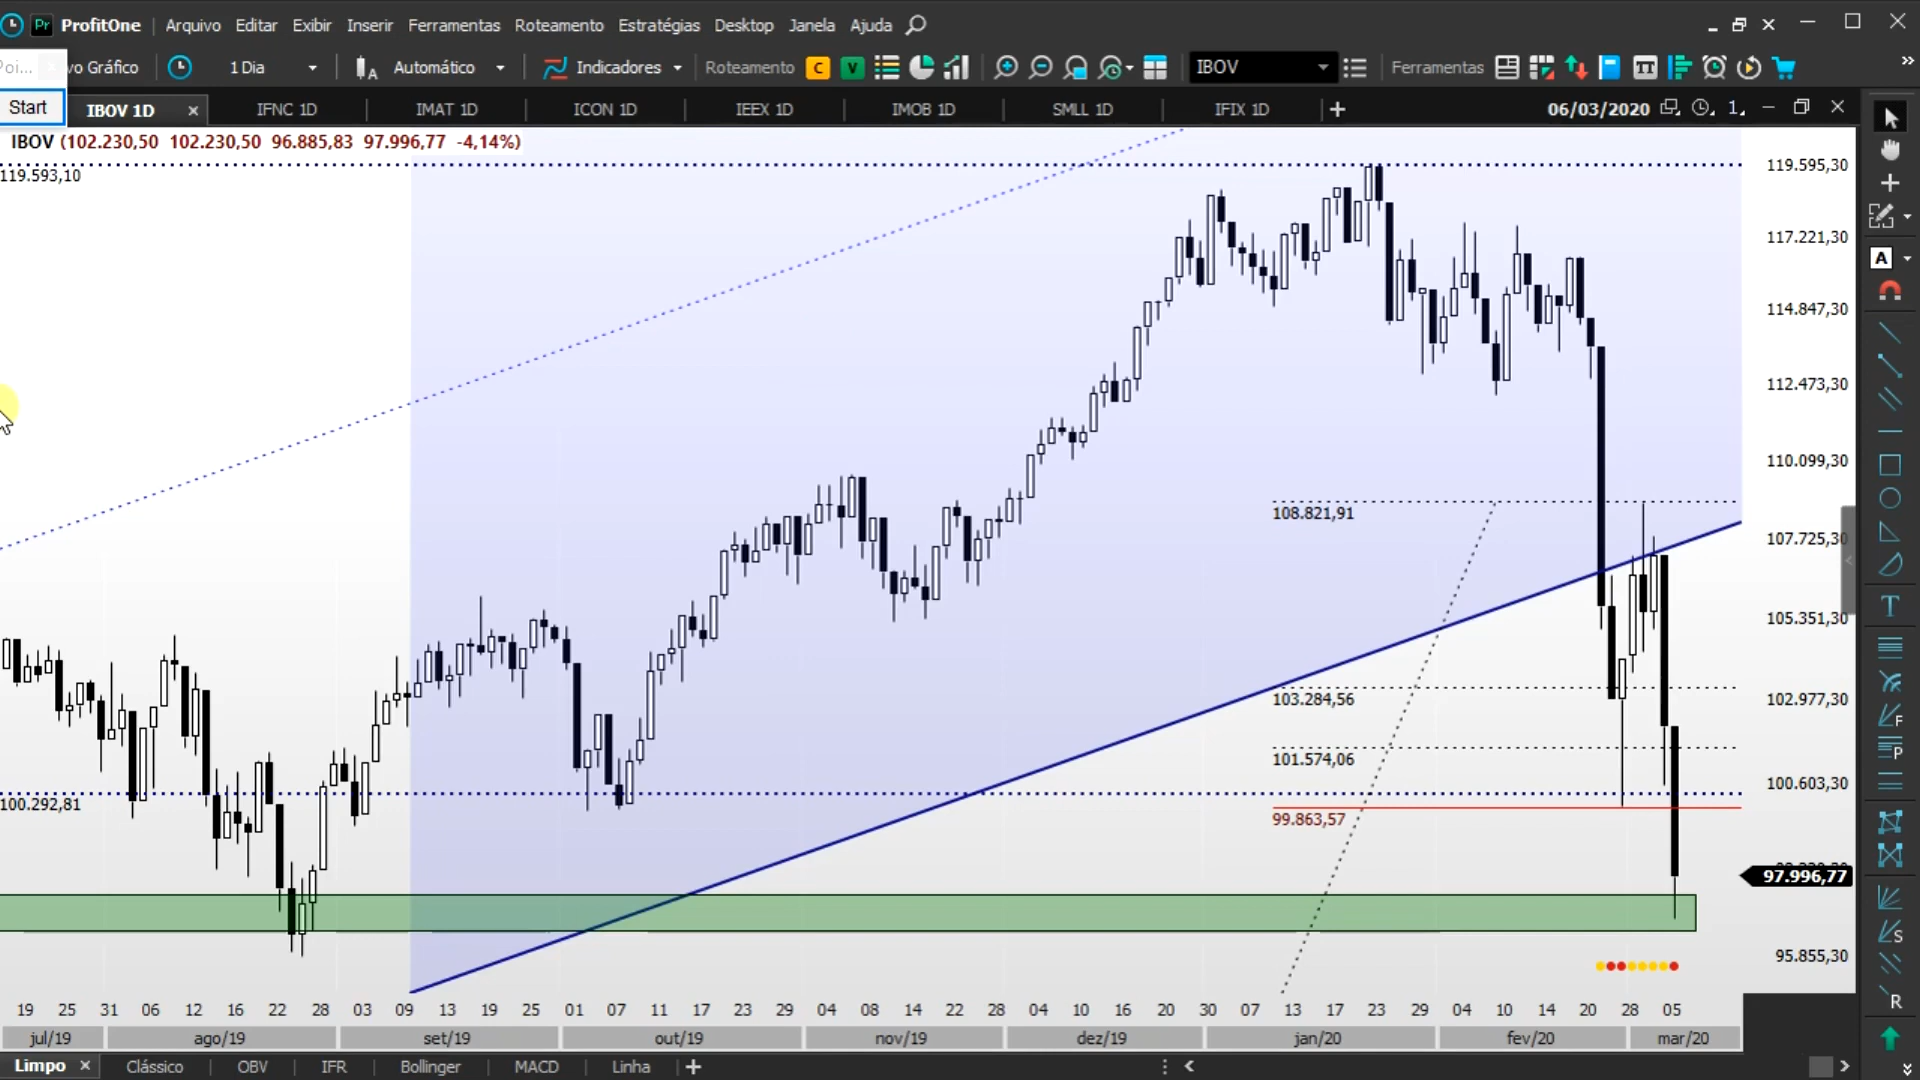 Pr ProfitOne Arquivo Editar Exibir Inserir Ferramentas Roteamento Estratégias Desktop Janela Ajuda
Poi... vo Gráfico 1 Dia A Automático Indicadores Roteamento C V IBOV Ferramentas TT
Start IBOV 1D IFNC 1D IMAT 1D ICON 1D IEEX 1D IMOB 1D SMLL 1D IFIX 1D 06/03/2020 1
IBOV (102.230,50 102.230,50 96.885,83 97.996,77 -4,14%)
119.593,10
119.595,30
117.221,30
A
114.847,30
112.473,30
110.099,30
108.821,91
107.725,30
T
105.351,30
103.284,56
102.977,30
F
101.574,06
P
100.292,81
100.603,30
99.863,57
97.996,77
S
95.855,30
R
19 25 31 06 12 16 22 28 03 09 13 19 25 01 07 11 17 23 29 04 08 14 22 28 04 10 16 20 30 07 13 17 23 29 04 10 14 20 28 05
jul/19 ago/19 set/19 out/19 nov/19 dez/19 jan/20 fev/20 mar/20
Limpo Clássico OBV IFR Bollinger MACD Linha